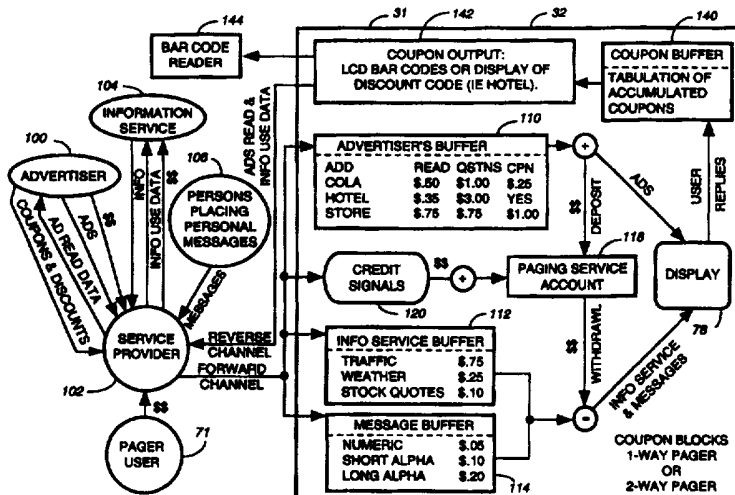 144
31
142
32
140
BAR CODE
READER
COUPON OUTPUT:
LCD BAR CODES OR DISPLAY OF
DISCOUNT CODE (IE HOTEL).
COUPON BUFFER
TABULATION OF
ACCUMULATED
COUPONS
104
INFORMATION
SERVICE
100
ADVERTISER
106
PERSONS
PLACING
PERSONAL
MESSAGES
ADS READ &
INFO USE DATA
INFO
INFO USE DATA
$$
COUPONS & DISCOUNTS
AD READ DATA
ADS
$$
MESSAGES
110
ADVERTISER'S BUFFER
ADD READ QSTNS CPN
COLA $.50 $1.00 $.25
HOTEL $.35 $3.00 YES
STORE $.75 $.75 $1.00
+
ADS
USER
REPLIES
$$
DEPOSIT
CREDIT
SIGNALS
120
$$
+
118
PAGING SERVICE
ACCOUNT
DISPLAY
78
SERVICE
PROVIDER
102
REVERSE
CHANNEL
FORWARD
CHANNEL
112
INFO SERVICE BUFFER
TRAFFIC $.75
WEATHER $.25
STOCK QUOTES $.10
$$
WITHDRAWL
INFO SERVICE
& MESSAGES
-
$$
PAGER
USER
71
MESSAGE BUFFER
NUMERIC $.05
SHORT ALPHA $.10
LONG ALPHA $.20
114
COUPON BLOCKS
1-WAY PAGER
OR
2-WAY PAGER